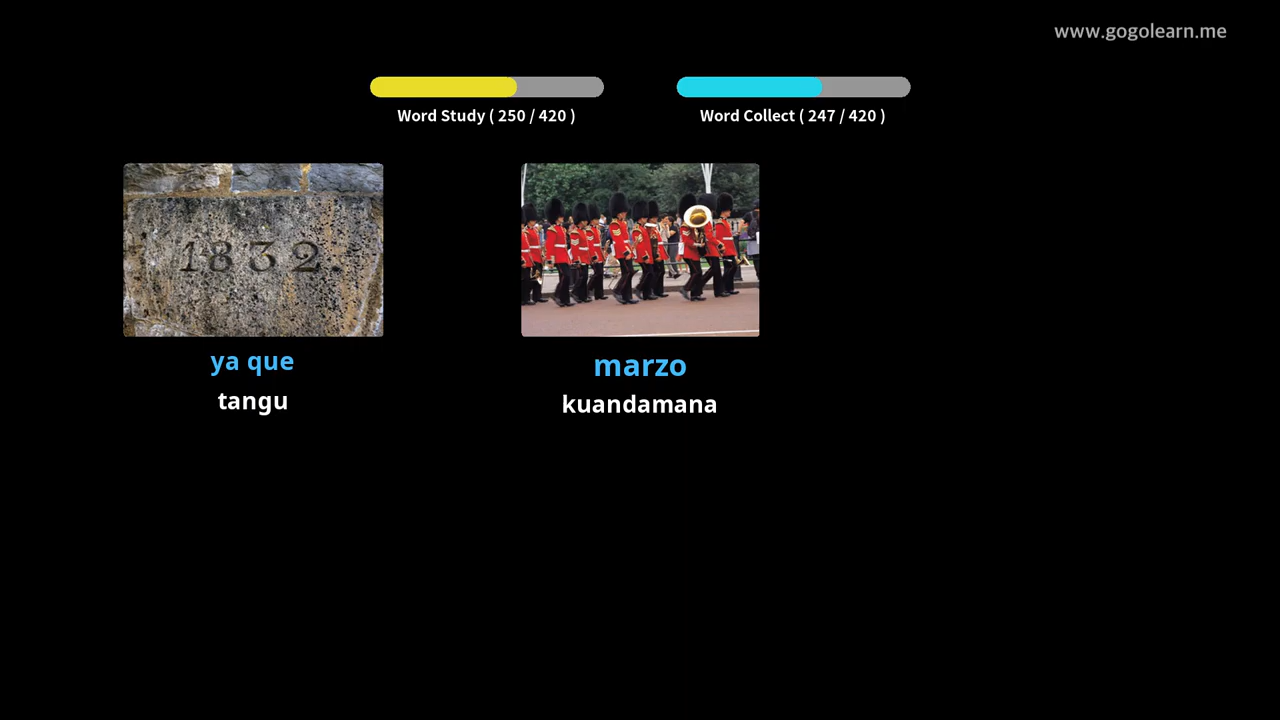 www.gogolearn.me
Word Study ( 250 / 420 )
Word Collect ( 247 / 420 )
1832.
ya que
tangu
marzo
kuandamana